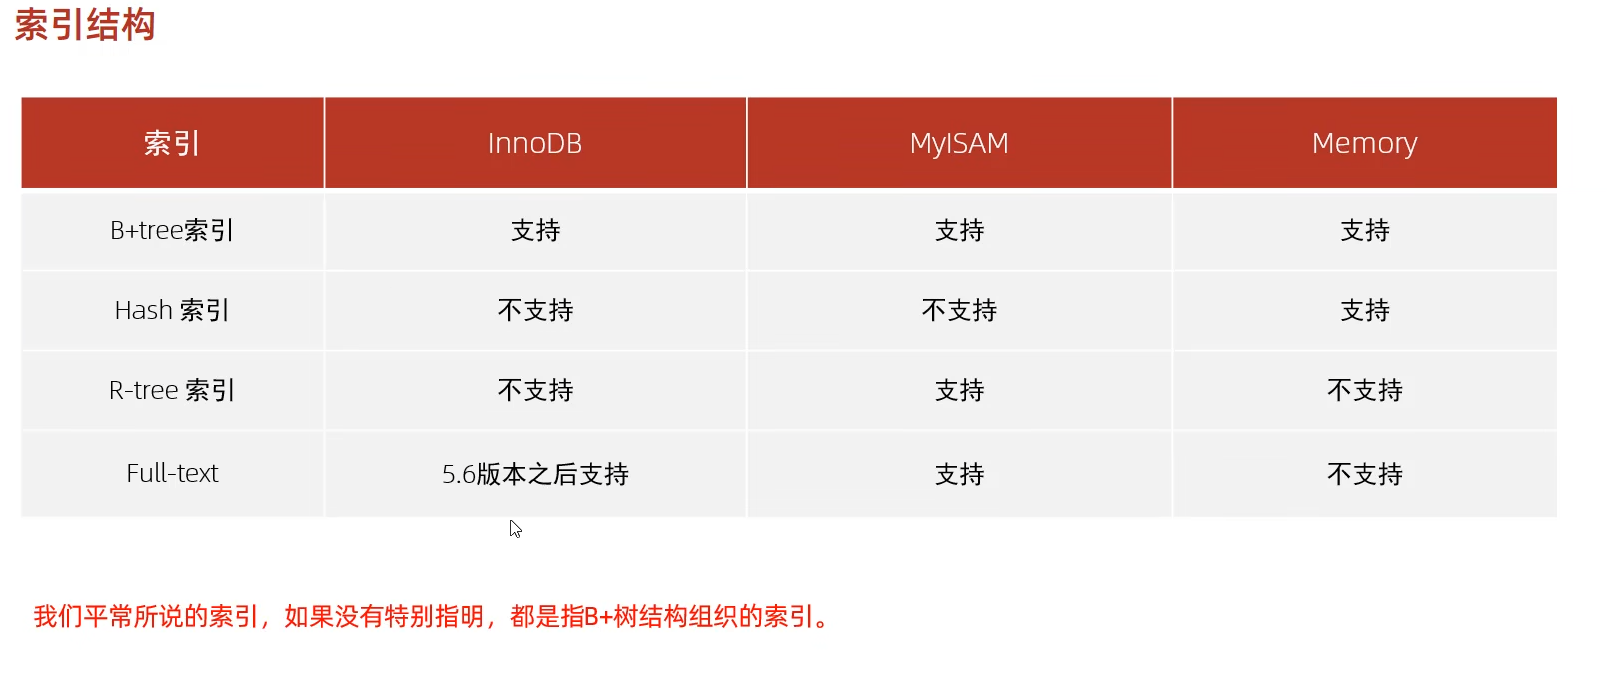 索引结构
索引 InnoDB MyISAM Memory
B+tree索引 支持 支持 支持
Hash 索引 不支持 不支持 支持
R-tree 索引 不支持 支持 不支持
Full-text 5.6版本之后支持 支持 不支持
我们平常所说的索引，如果没有特别指明，都是指B+树结构组织的索引。